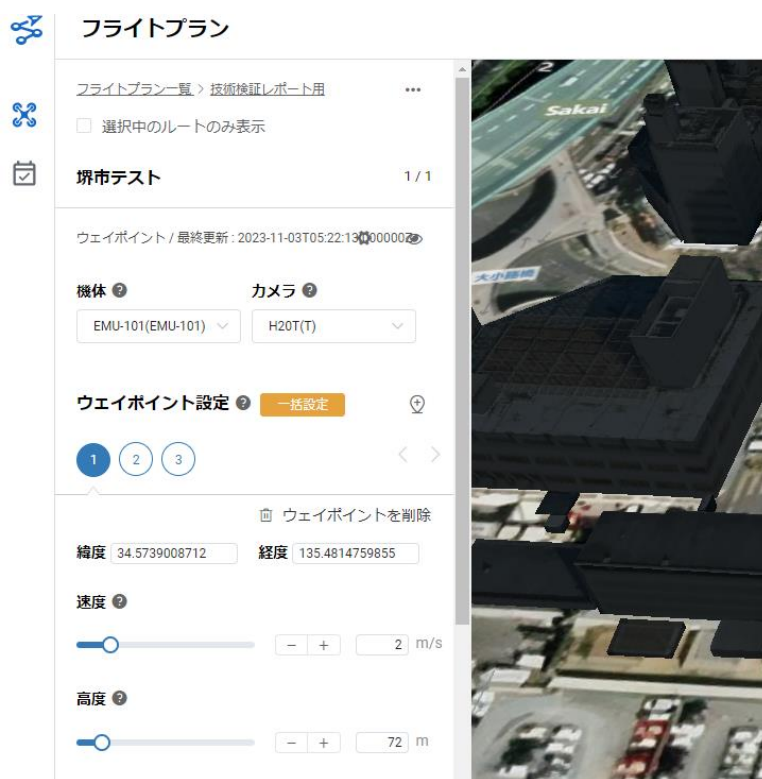 フライトプラン
フライトプラン一覧 > 技術検証レポート用 •••
選択中のルートのみ表示
堺市テスト 1 / 1
ウェイポイント / 最終更新 : 2023-11-03T05:22:13.000000Z
機体 カメラ
EMU-101(EMU-101) H20T(T)
ウェイポイント設定 一括設定
1 2 3
ウェイポイントを削除
緯度 34.5739008712 経度 135.4814759855
速度
− + 2 m/s
高度
− + 72 m
2
Sakai
大小路橋